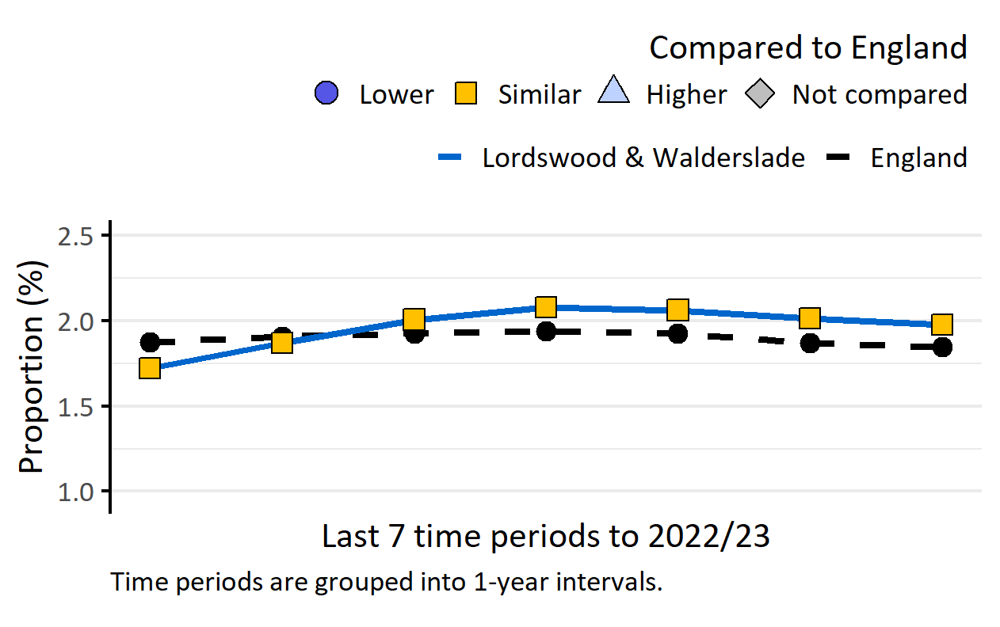 Compared to England
Lower Similar Higher Not compared
Lordswood & Walderslade England
2.5
2.0
1.5
1.0
Proportion (%)
Last 7 time periods to 2022/23
Time periods are grouped into 1-year intervals.